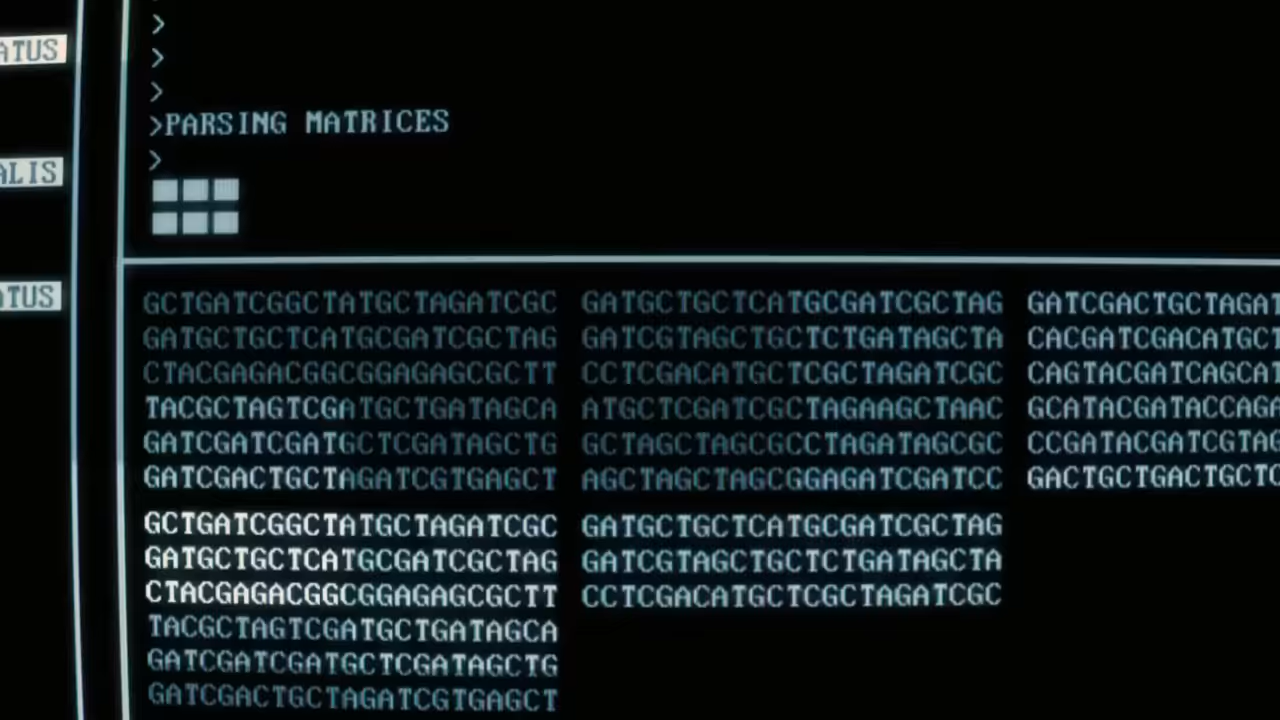 ATUS
ALIS
ATUS
>
>
>
>PARSING MATRICES
>
GCTGATCGGCTATGCTAGATCGC GATGCTGCTCATGCGATCGCTAG GATCGACTGCTAGAT
GATGCTGCTCATGCGATCGCTAG GATCGTAGCTGCTCTGATAGCTA CACGATCGACATGCT
CTACGAGACGGCGGAGAGCGCTT CCTCGACATGCTCGCTAGATCGC CAGTACGATCAGCAT
TACGCTAGTCGATGCTGATAGCA ATGCTCGATCGCTAGAAGCTAAC GCATACGATACCAGA
GATCGATCGATGCTCGATAGCTG GCTAGCTAGCGCCTAGATAGCGC CCGATACGATCGTAG
GATCGACTGCTAGATCGTGAGCT AGCTAGCTAGCGGAGATCGATCC GACTGCTGACTGCTC
GCTGATCGGCTATGCTAGATCGC GATGCTGCTCATGCGATCGCTAG
GATGCTGCTCATGCGATCGCTAG GATCGTAGCTGCTCTGATAGCTA
CTACGAGACGGCGGAGAGCGCTT CCTCGACATGCTCGCTAGATCGC
TACGCTAGTCGATGCTGATAGCA
GATCGATCGATGCTCGATAGCTG
GATCGACTGCTAGATCGTGAGCT